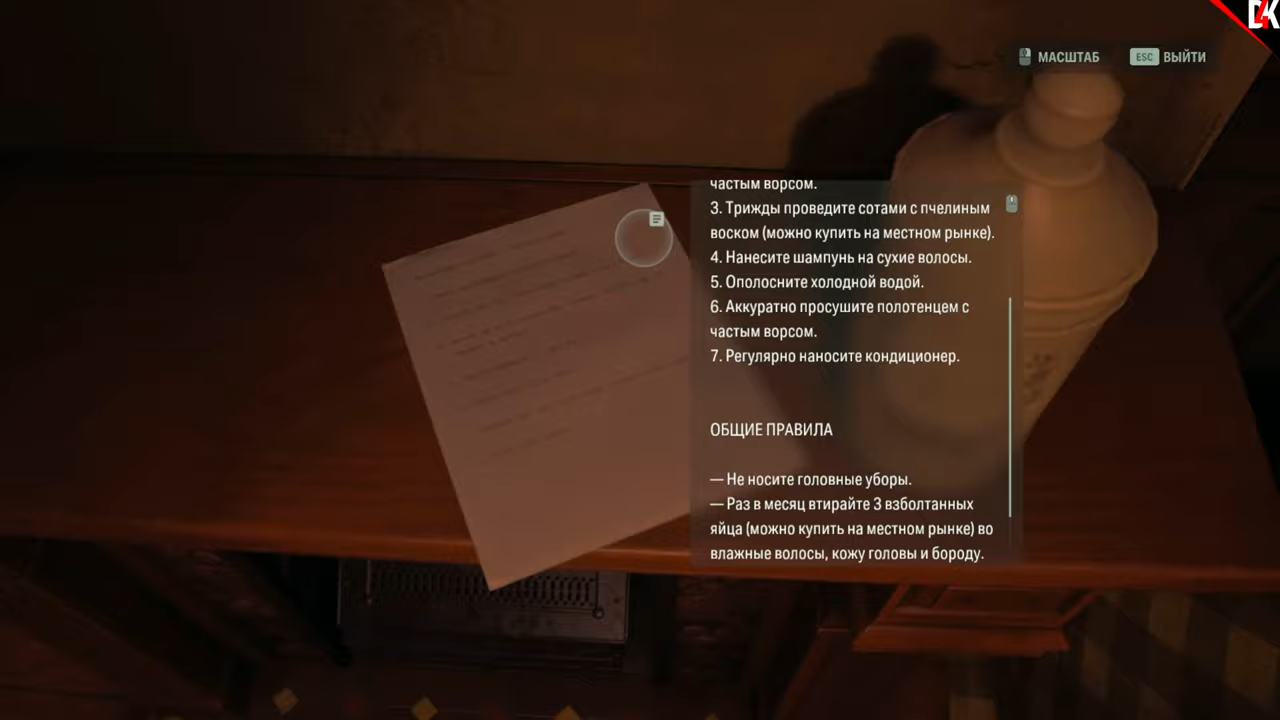 D4K
МАСШТАБ
ESC ВЫЙТИ
частым ворсом.
3. Трижды проведите сотами с пчелиным
воском (можно купить на местном рынке).
4. Нанесите шампунь на сухие волосы.
5. Ополосните холодной водой.
6. Аккуратно просушите полотенцем с
частым ворсом.
7. Регулярно наносите кондиционер.
ОБЩИЕ ПРАВИЛА
— Не носите головные уборы.
— Раз в месяц втирайте 3 взболтанных
яйца (можно купить на местном рынке) во
влажные волосы, кожу головы и бороду.